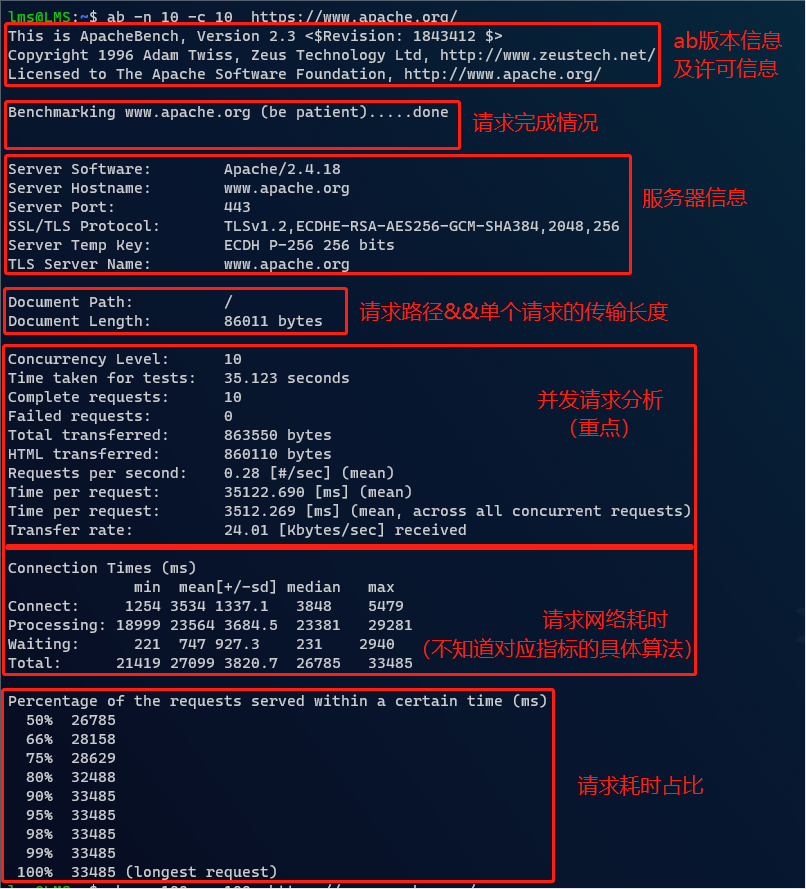 lms@LMS:~$ ab -n 10 -c 10  https://www.apache.org/
This is ApacheBench, Version 2.3 <$Revision: 1843412 $>
Copyright 1996 Adam Twiss, Zeus Technology Ltd, http://www.zeustech.net/
Licensed to The Apache Software Foundation, http://www.apache.org/
ab版本信息
及许可信息
Benchmarking www.apache.org (be patient).....done
请求完成情况
Server Software:        Apache/2.4.18
Server Hostname:        www.apache.org
Server Port:            443
SSL/TLS Protocol:       TLSv1.2,ECDHE-RSA-AES256-GCM-SHA384,2048,256
Server Temp Key:        ECDH P-256 256 bits
TLS Server Name:        www.apache.org
服务器信息
Document Path:          /
Document Length:        86011 bytes
请求路径&&单个请求的传输长度
Concurrency Level:      10
Time taken for tests:   35.123 seconds
Complete requests:      10
Failed requests:        0
Total transferred:      863550 bytes
HTML transferred:       860110 bytes
Requests per second:    0.28 [#/sec] (mean)
Time per request:       35122.690 [ms] (mean)
Time per request:       3512.269 [ms] (mean, across all concurrent requests)
Transfer rate:          24.01 [Kbytes/sec] received
并发请求分析
（重点）
Connection Times (ms)
              min  mean[+/-sd] median   max
Connect:     1254 3534 1337.1   3848    5479
Processing: 18999 23564 3684.5  23381   29281
Waiting:      221  747 927.3    231    2940
Total:      21419 27099 3820.7  26785   33485
请求网络耗时
（不知道对应指标的具体算法）
Percentage of the requests served within a certain time (ms)
  50%  26785
  66%  28158
  75%  28629
  80%  32488
  90%  33485
  95%  33485
  98%  33485
  99%  33485
 100%  33485 (longest request)
请求耗时占比